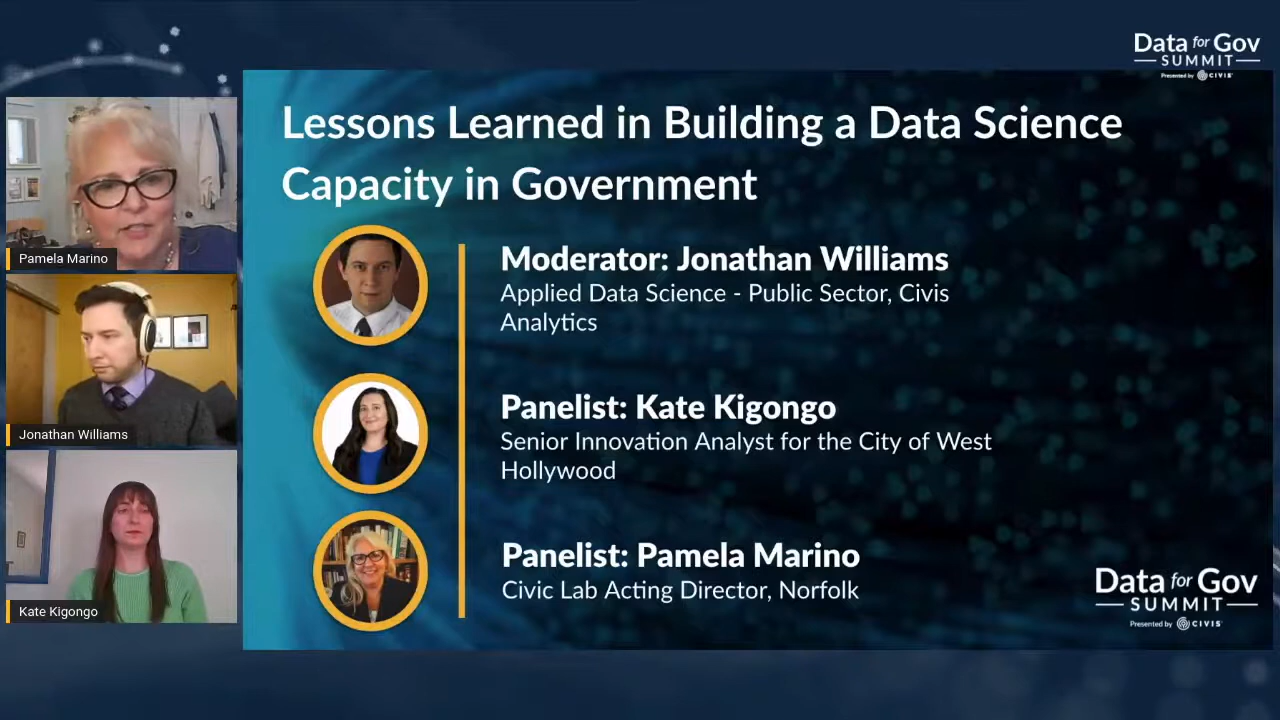 Data for Gov
SUMMIT
Presented by CIVIS
Pamela Marino
Jonathan Williams
Kate Kigongo
Lessons Learned in Building a Data Science
Capacity in Government
Moderator: Jonathan Williams
Applied Data Science - Public Sector, Civis
Analytics
Panelist: Kate Kigongo
Senior Innovation Analyst for the City of West
Hollywood
Panelist: Pamela Marino
Civic Lab Acting Director, Norfolk
Data for Gov
SUMMIT
Presented by CIVIS